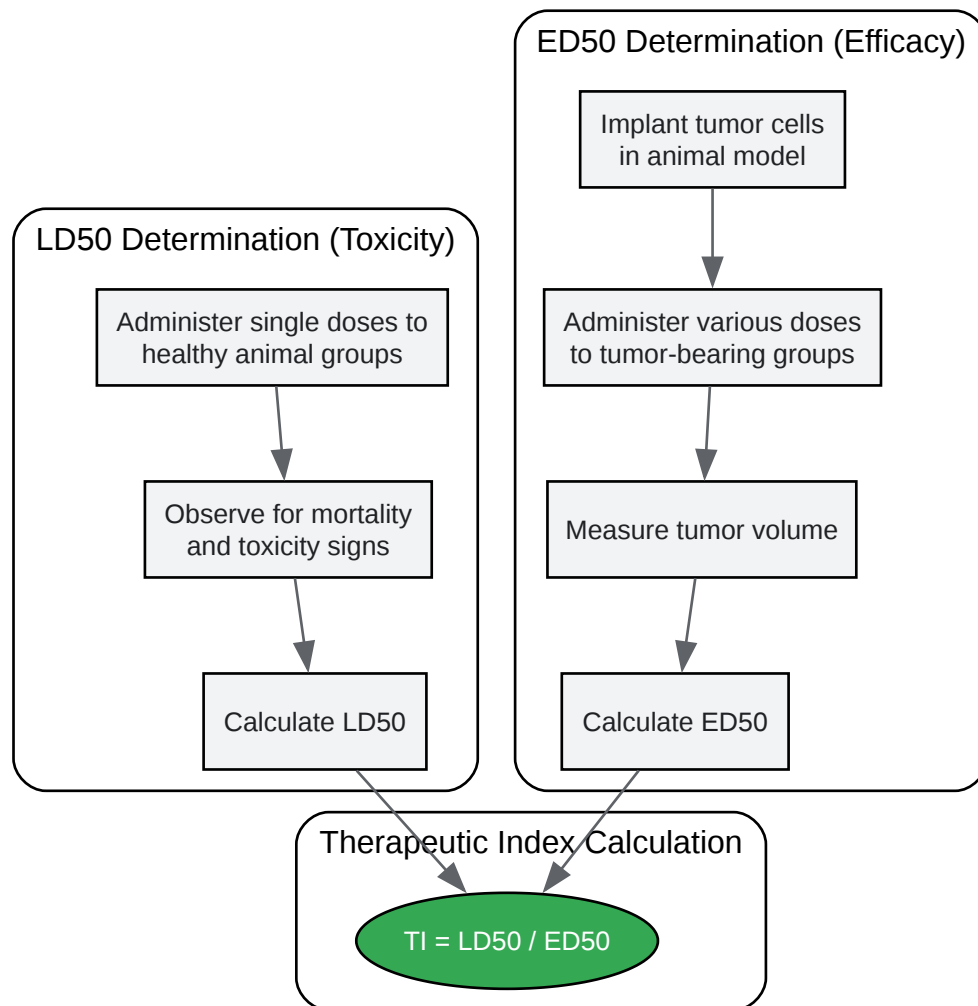 ED50 Determination (Efficacy)
Implant tumor cells
in animal model
LD50 Determination (Toxicity)
Administer single doses to
healthy animal groups
Administer various doses
to tumor-bearing groups
Observe for mortality
and toxicity signs
Measure tumor volume
Calculate LD50
Calculate ED50
Therapeutic Index Calculation
TI = LD50 / ED50